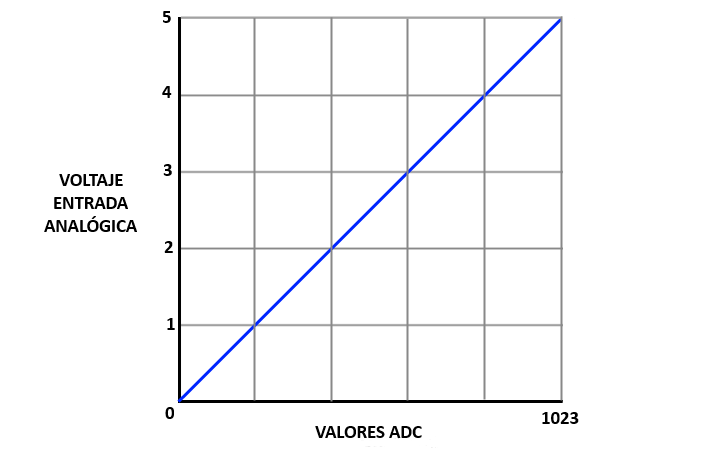 5
4
3
VOLTAJE
ENTRADA
ANALÓGICA
2
1
0
1023
VALORES ADC